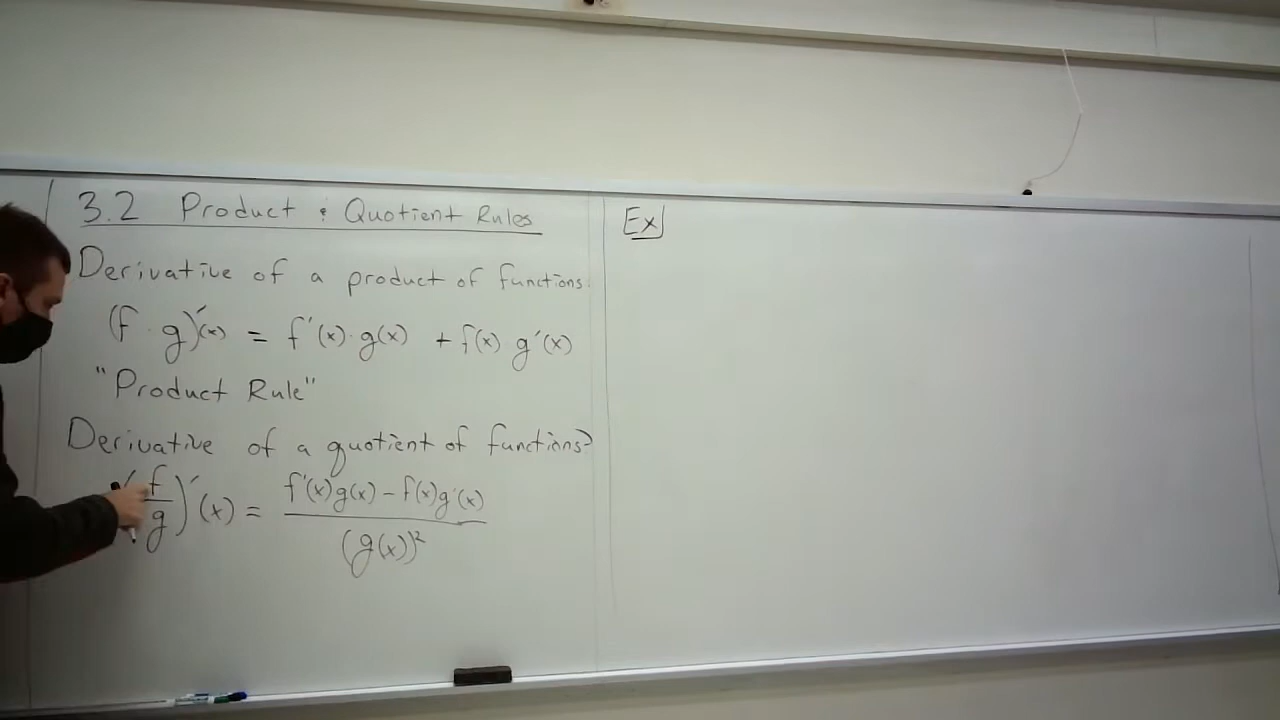 3.2 Product & Quotient Rules
Derivative of a product of functions:
(f · g)'(x) = f'(x)·g(x) + f(x) g'(x)
"Product Rule"
Derivative of a quotient of functions?
(f/g)'(x) = f'(x)g(x) - f(x)g'(x) / (g(x))²
Ex